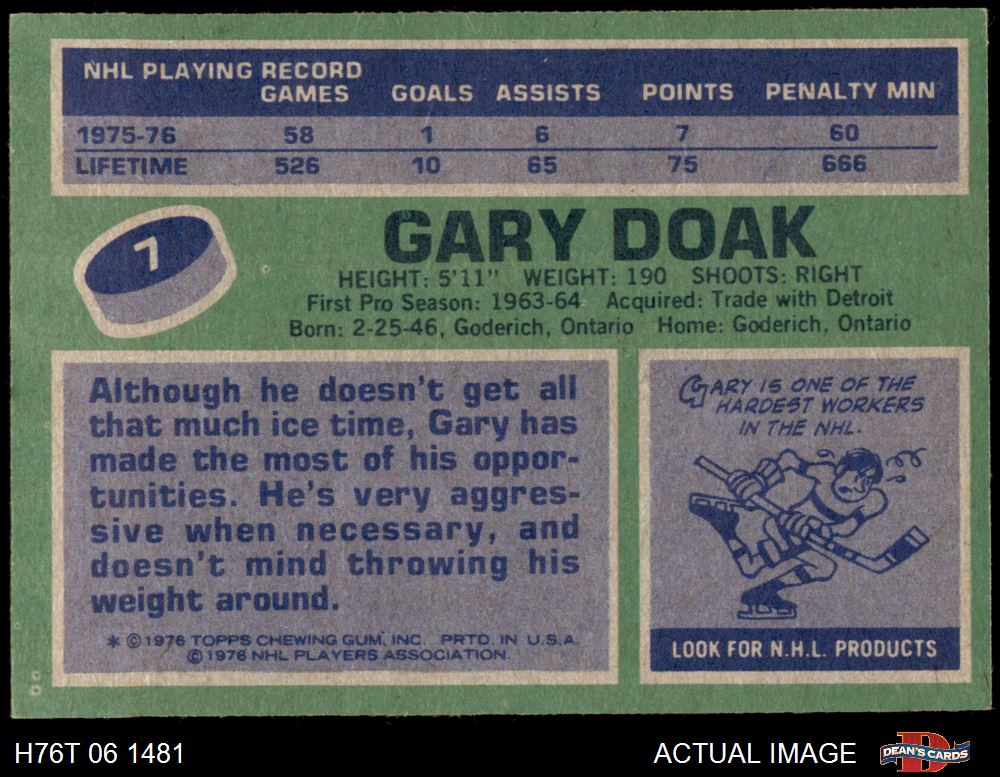 NHL PLAYING RECORD
GAMES GOALS ASSISTS POINTS PENALTY MIN
1975-76 58 1 6 7 60
LIFETIME 526 10 65 75 666
7
GARY DOAK
HEIGHT: 5'11" WEIGHT: 190 SHOOTS: RIGHT
First Pro Season: 1963-64 Acquired: Trade with Detroit
Born: 2-25-46, Goderich, Ontario Home: Goderich, Ontario
Although he doesn't get all
that much ice time, Gary has
made the most of his oppor-
tunities. He's very aggres-
sive when necessary, and
doesn't mind throwing his
weight around.
* © 1976 TOPPS CHEWING GUM, INC. PRTD. IN U.S.A.
© 1976 NHL PLAYERS ASSOCIATION.
GARY IS ONE OF THE
HARDEST WORKERS
IN THE NHL.
LOOK FOR N.H.L. PRODUCTS
H76T 06 1481 ACTUAL IMAGE DEAN'S CARDS